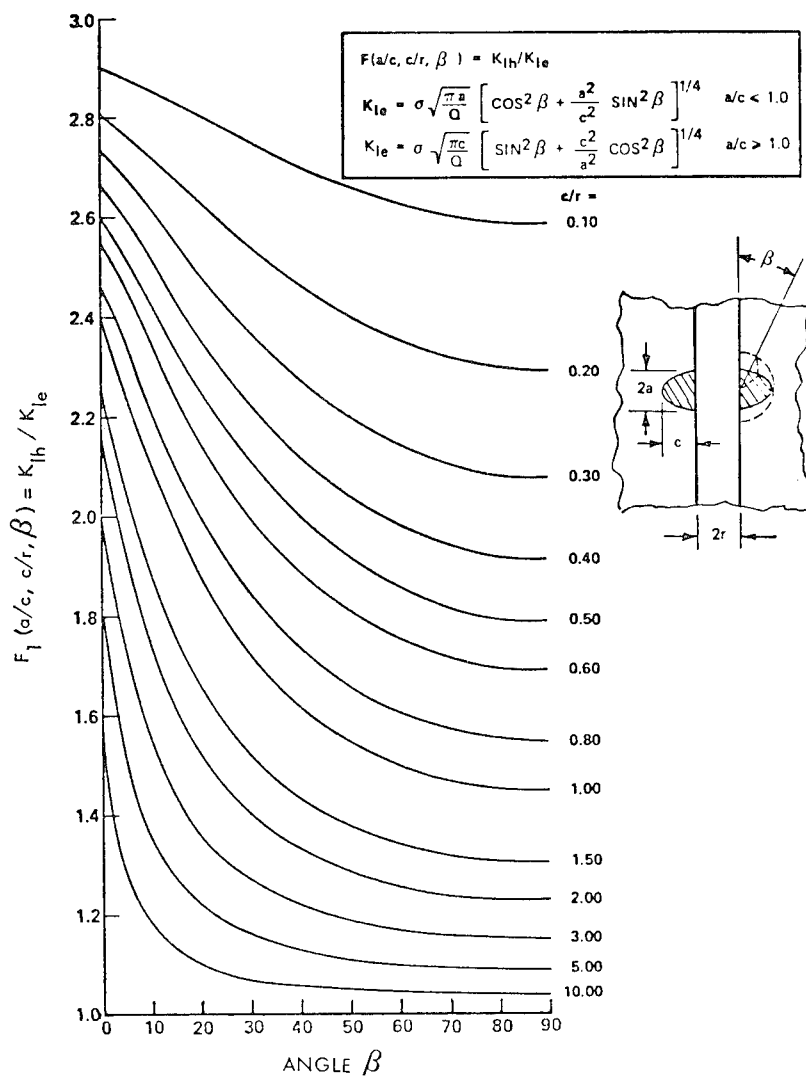 F(a/c, c/r, β) = K_Ih/K_Ie
K_Ie = σ √(πa/Q) [COS²β + a²/c² SIN²β]^1/4 a/c < 1.0
K_Ie = σ √(πc/Q) [SIN²β + c²/a² COS²β]^1/4 a/c > 1.0
3.0
2.8
2.6
2.4
2.2
2.0
1.8
1.6
1.4
1.2
1.0
F₁ (a/c, c/r, β) = K_Ih / K_Ie
c/r =
0.10
0.20
0.30
0.40
0.50
0.60
0.80
1.00
1.50
2.00
3.00
5.00
10.00
β
2a
c
2r
0 10 20 30 40 50 60 70 80 90
ANGLE β